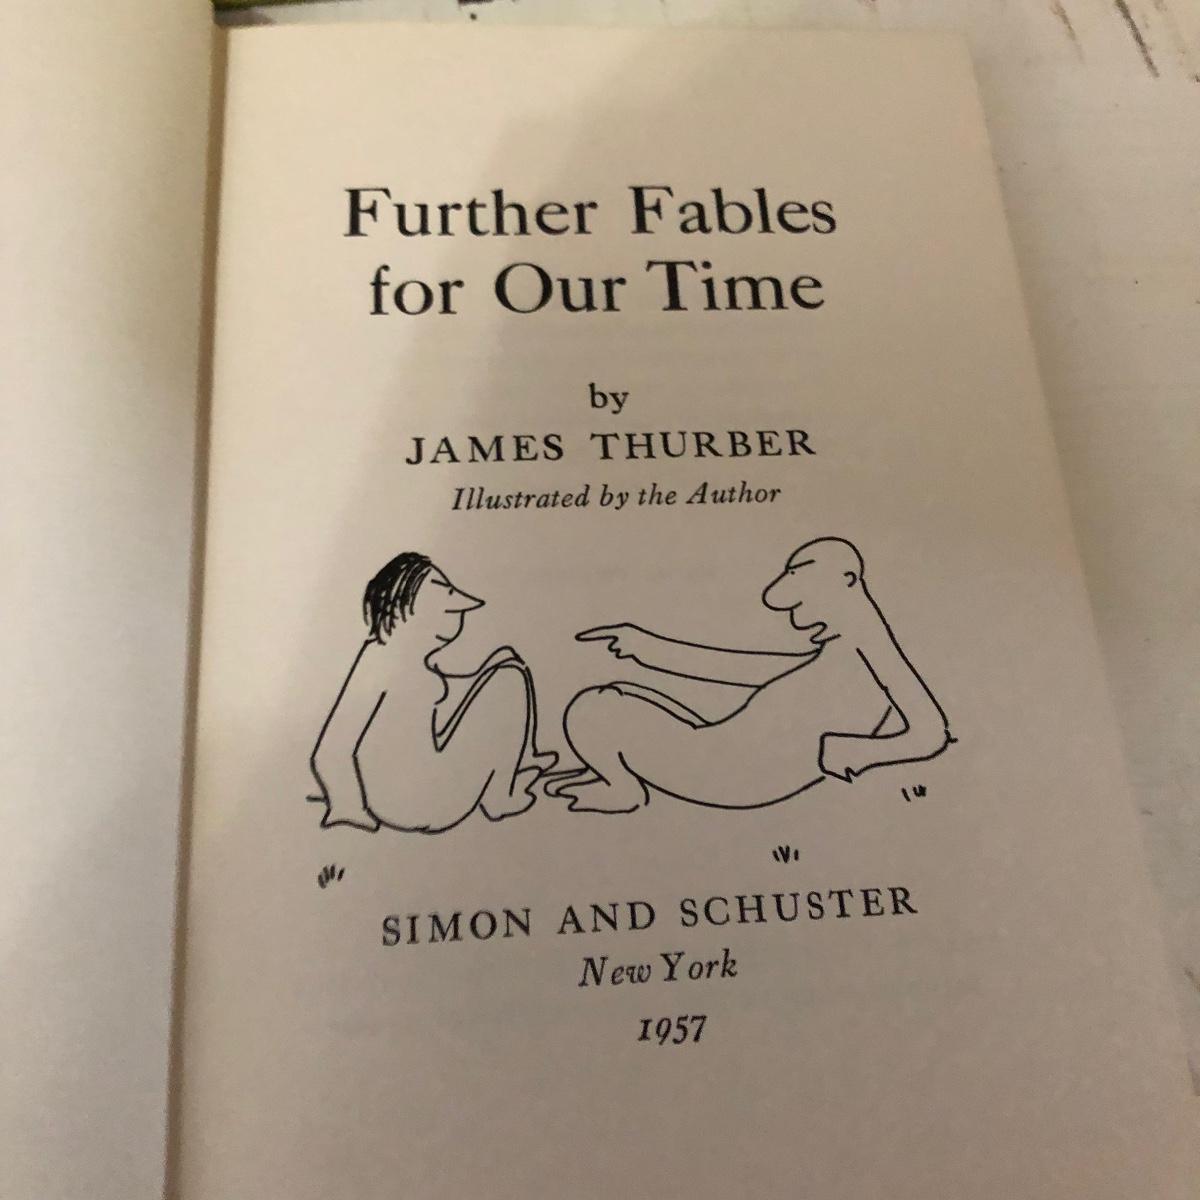 Further Fables
for Our Time
by
JAMES THURBER
Illustrated by the Author
SIMON AND SCHUSTER
New York
1957